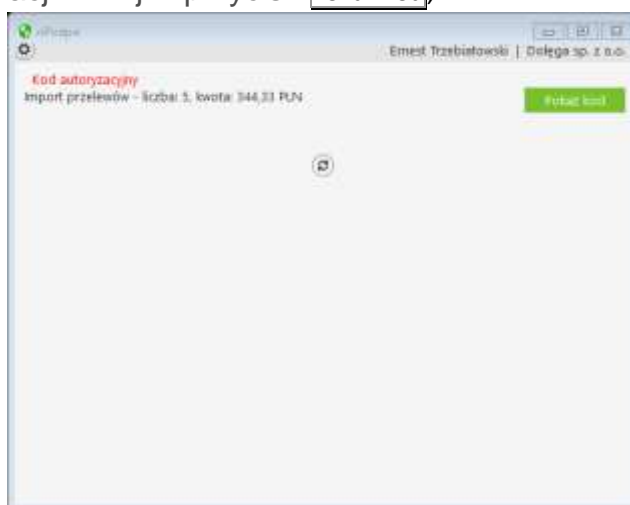 Ernest Trzebiatowski | Dołęga sp. z o.o.
Kod autoryzacyjny
Import przelewów - liczba: 5, kwota: 344,33 PLN
Pokaż kod